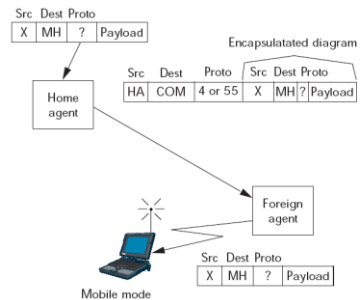 Src Dest Proto
X MH ? Payload
Encapsulatated diagram
Src Dest Proto Src Dest Proto
HA COM 4 or 55 X MH ? Payload
Home
agent
Foreign
agent
Src Dest Proto
X MH ? Payload
Mobile mode